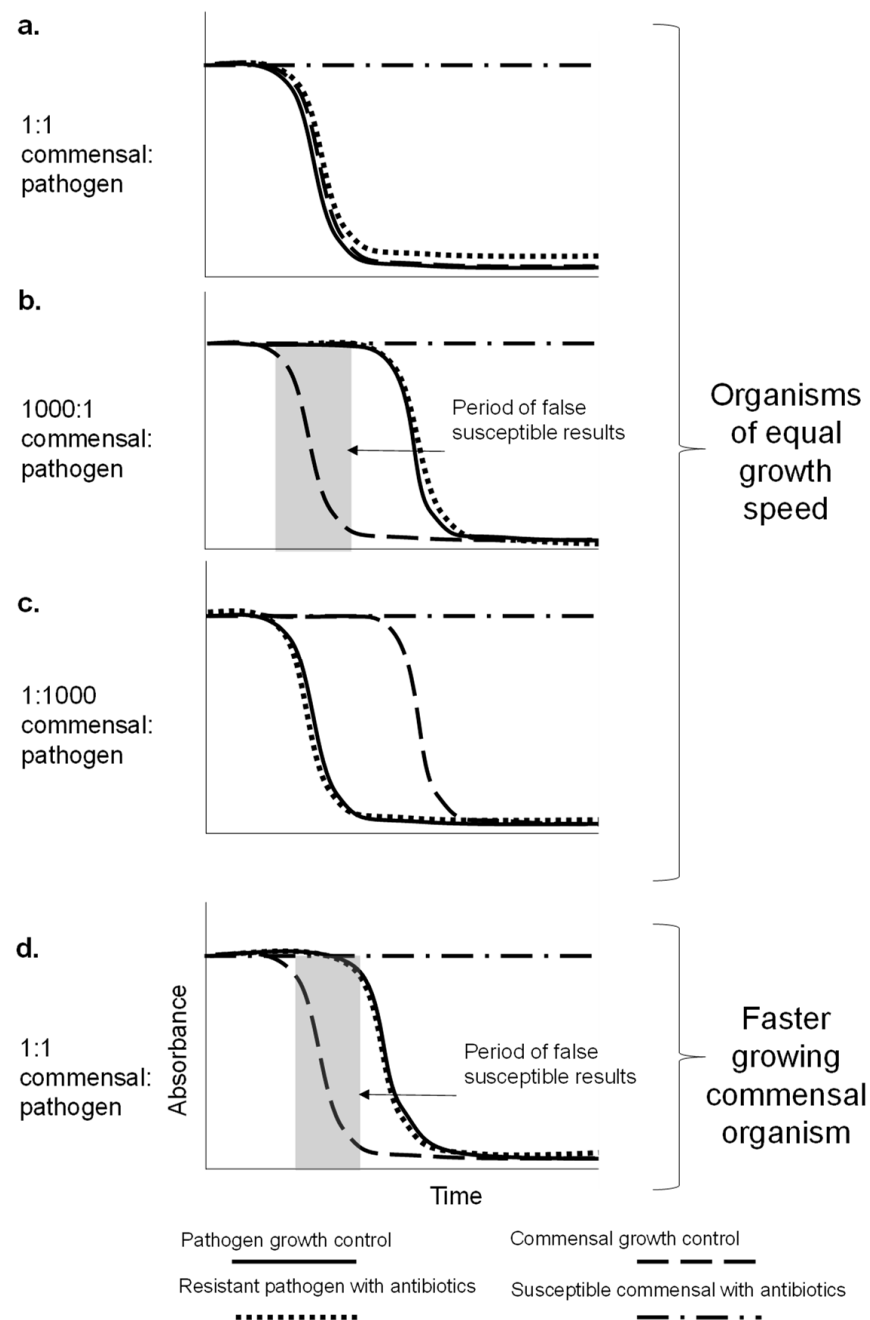 a.
1:1
commensal:
pathogen
b.
1000:1
commensal:
pathogen
Period of false
susceptible results
Organisms
of equal
growth
speed
c.
1:1000
commensal:
pathogen
d.
1:1
commensal:
pathogen
Absorbance
Period of false
susceptible results
Faster
growing
commensal
organism
Time
Pathogen growth control
Commensal growth control
Resistant pathogen with antibiotics
Susceptible commensal with antibiotics